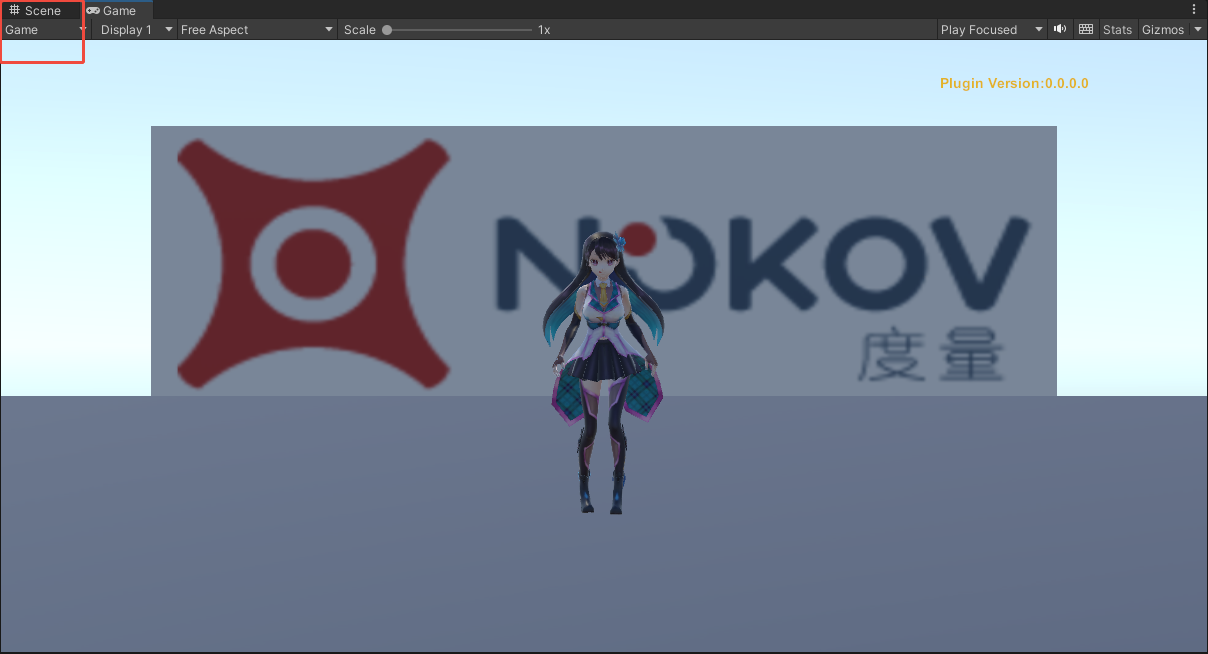 Scene
Game
Game
Display 1
Free Aspect
Scale
1x
Play Focused
Stats
Gizmos
Plugin Version:0.0.0.0
NOKOV
度量